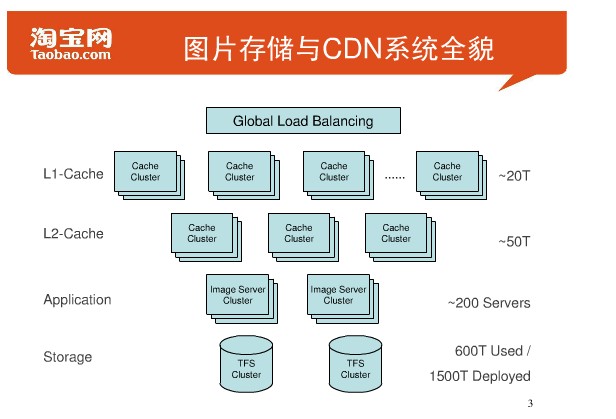 淘宝网
Taobao.com
图片存储与CDN系统全貌
Global Load Balancing
L1-Cache
Cache
Cluster
Cache
Cluster
Cache
Cluster
......
Cache
Cluster
~20T
L2-Cache
Cache
Cluster
Cache
Cluster
Cache
Cluster
~50T
Application
Image Server
Cluster
Image Server
Cluster
~200 Servers
Storage
TFS
Cluster
TFS
Cluster
600T Used /
1500T Deployed
3